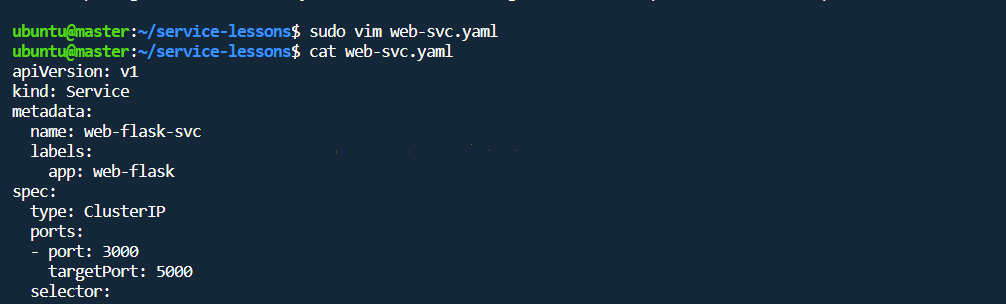 ubuntu@master:~/service-lessons$ sudo vim web-svc.yaml
ubuntu@master:~/service-lessons$ cat web-svc.yaml
apiVersion: v1
kind: Service
metadata:
  name: web-flask-svc
  labels:
    app: web-flask
spec:
  type: ClusterIP
  ports:
  - port: 3000
    targetPort: 5000
  selector: